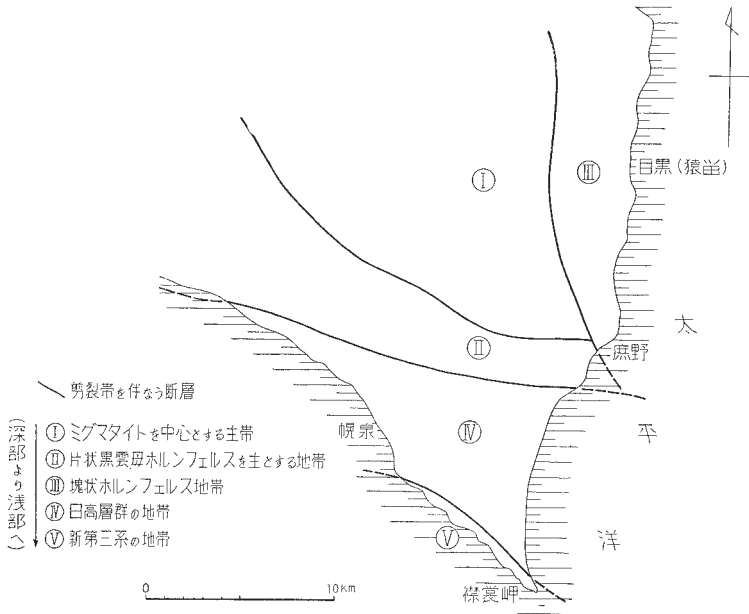 Ⅰ
Ⅲ
目黒(猿畄)
太
庶野
Ⅱ
平
幌泉
Ⅳ
洋
Ⅴ
襟裳岬
剪裂帯を伴なう断層
(深部より浅部へ)
Ⅰ ミグマタイトを中心とする主帯
Ⅱ 片状黒雲母ホルンフェルスを主とする地帯
Ⅲ 塊状ホルンフェルス地帯
Ⅳ 日高層群の地帯
Ⅴ 新第三系の地帯
0 10km